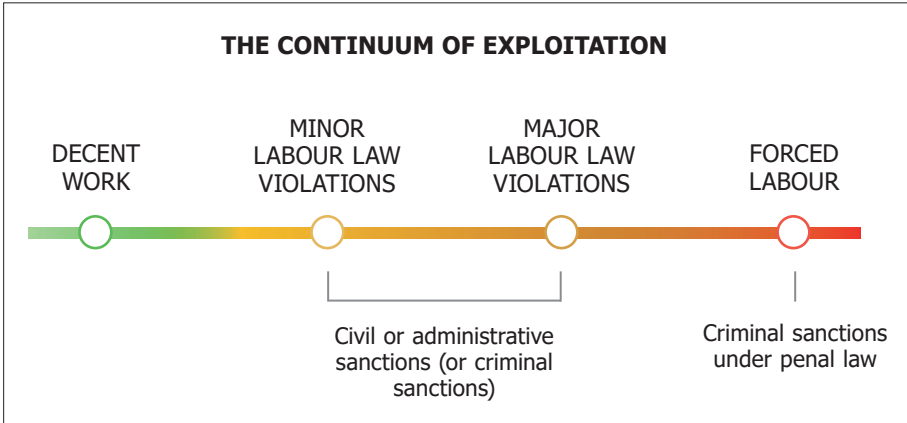 THE CONTINUUM OF EXPLOITATION
DECENT
WORK
MINOR
LABOUR LAW
VIOLATIONS
MAJOR
LABOUR LAW
VIOLATIONS
FORCED
LABOUR
Civil or administrative
sanctions (or criminal
sanctions)
Criminal sanctions
under penal law